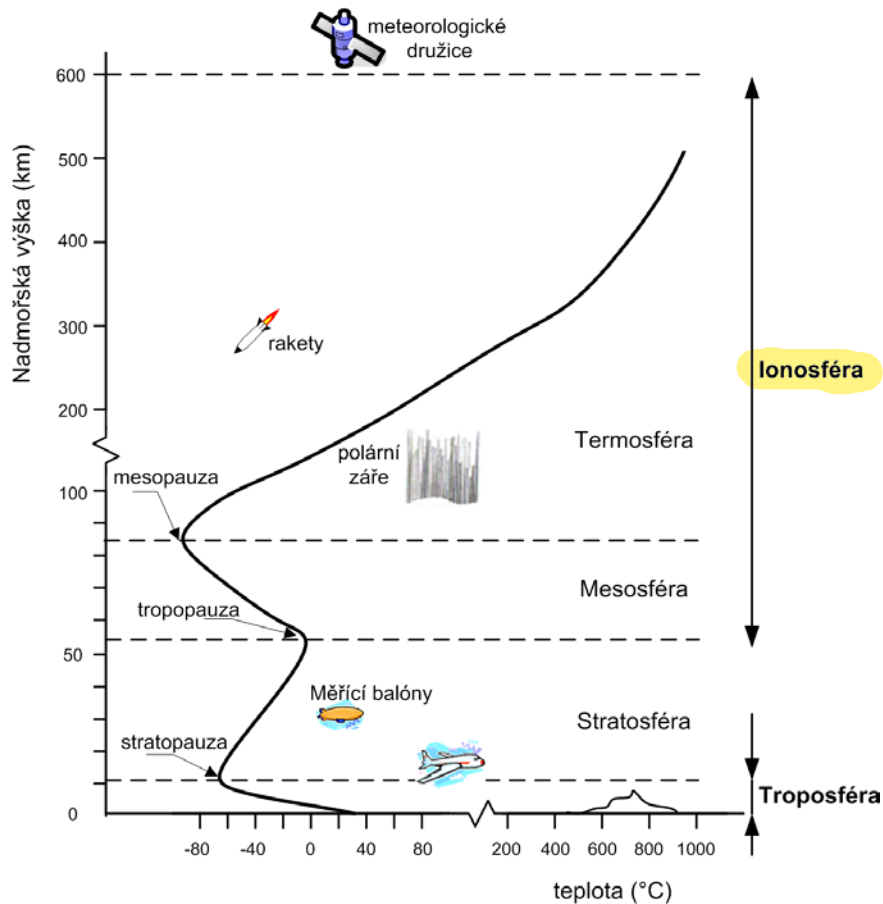 meteorologické
družice
Nadmořská výška (km)
600
500
400
300
200
100
50
0
rakety
Ionosféra
Termosféra
polární
záře
mesopauza
Mesosféra
tropopauza
Měřící balóny
Stratosféra
stratopauza
Troposféra
-80
-40
0
40
80
200
400
600
800
1000
teplota (°C)